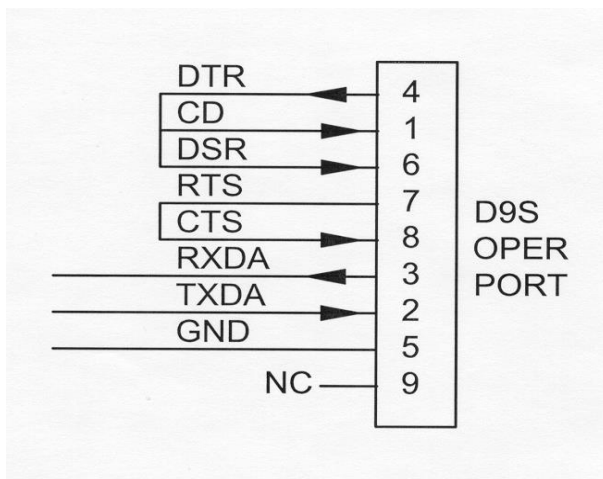 DTR 4
CD 1
DSR 6
RTS 7
CTS 8
RXDA 3
TXDA 2
GND 5
NC 9
D9S
OPER
PORT